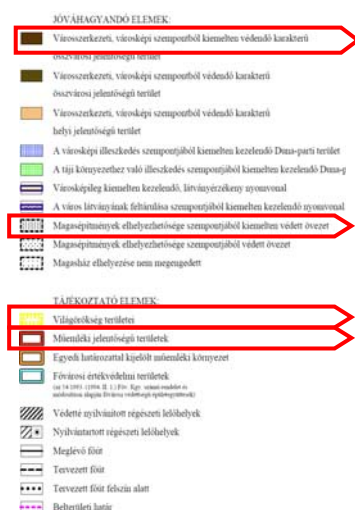 JÓVÁHAGYANDÓ ELEMEK:
Városszerkezeti, városképi szempontból kiemelten védendő karakterű
összvárosi jelentőségű terület
Városszerkezeti, városképi szempontból védendő karakterű
összvárosi jelentőségű terület
Városszerkezeti, városképi szempontból védendő karakterű
helyi jelentőségű terület
A városképi illeszkedés szempontjából kiemelten kezelendő Duna-parti terület
A táji környezethez való illeszkedés szempontjából kiemelten kezelendő Duna-p
Városképileg kiemelten kezelendő, látványérzékeny nyomvonal
A város látványának feltárulása szempontjából kiemelten kezelendő nyomvonal
Magasépítmények elhelyezhetősége szempontjából kiemelten védett övezet
Magasépítmények elhelyezhetősége szempontjából védett övezet
Magasház elhelyezése nem megengedett
TÁJÉKOZTATÓ ELEMEK:
Világörökség területei
Műemléki jelentőségű területek
Egyedi határozattal kijelölt műemléki környezet
Fővárosi értékvédelmi területek
Védetté nyilvánított régészeti lelőhelyek
Nyilvántartott régészeti lelőhelyek
Meglévő főút
Tervezett főút
Tervezett főút felszín alatt
Belterületi határ